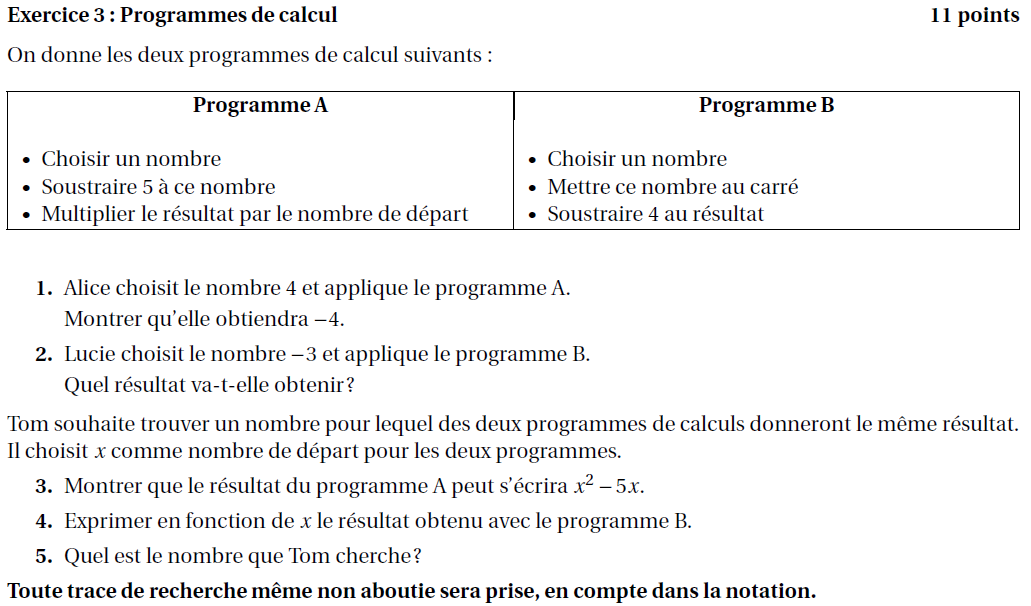 Exercice 3 : Programmes de calcul 11 points
On donne les deux programmes de calcul suivants :
Programme A
• Choisir un nombre
• Soustraire 5 à ce nombre
• Multiplier le résultat par le nombre de départ
Programme B
• Choisir un nombre
• Mettre ce nombre au carré
• Soustraire 4 au résultat
1. Alice choisit le nombre 4 et applique le programme A.
Montrer qu’elle obtiendra −4.
2. Lucie choisit le nombre −3 et applique le programme B.
Quel résultat va-t-elle obtenir ?
Tom souhaite trouver un nombre pour lequel des deux programmes de calculs donneront le même résultat.
Il choisit x comme nombre de départ pour les deux programmes.
3. Montrer que le résultat du programme A peut s’écrira x² − 5x.
4. Exprimer en fonction de x le résultat obtenu avec le programme B.
5. Quel est le nombre que Tom cherche ?
Toute trace de recherche même non aboutie sera prise, en compte dans la notation.